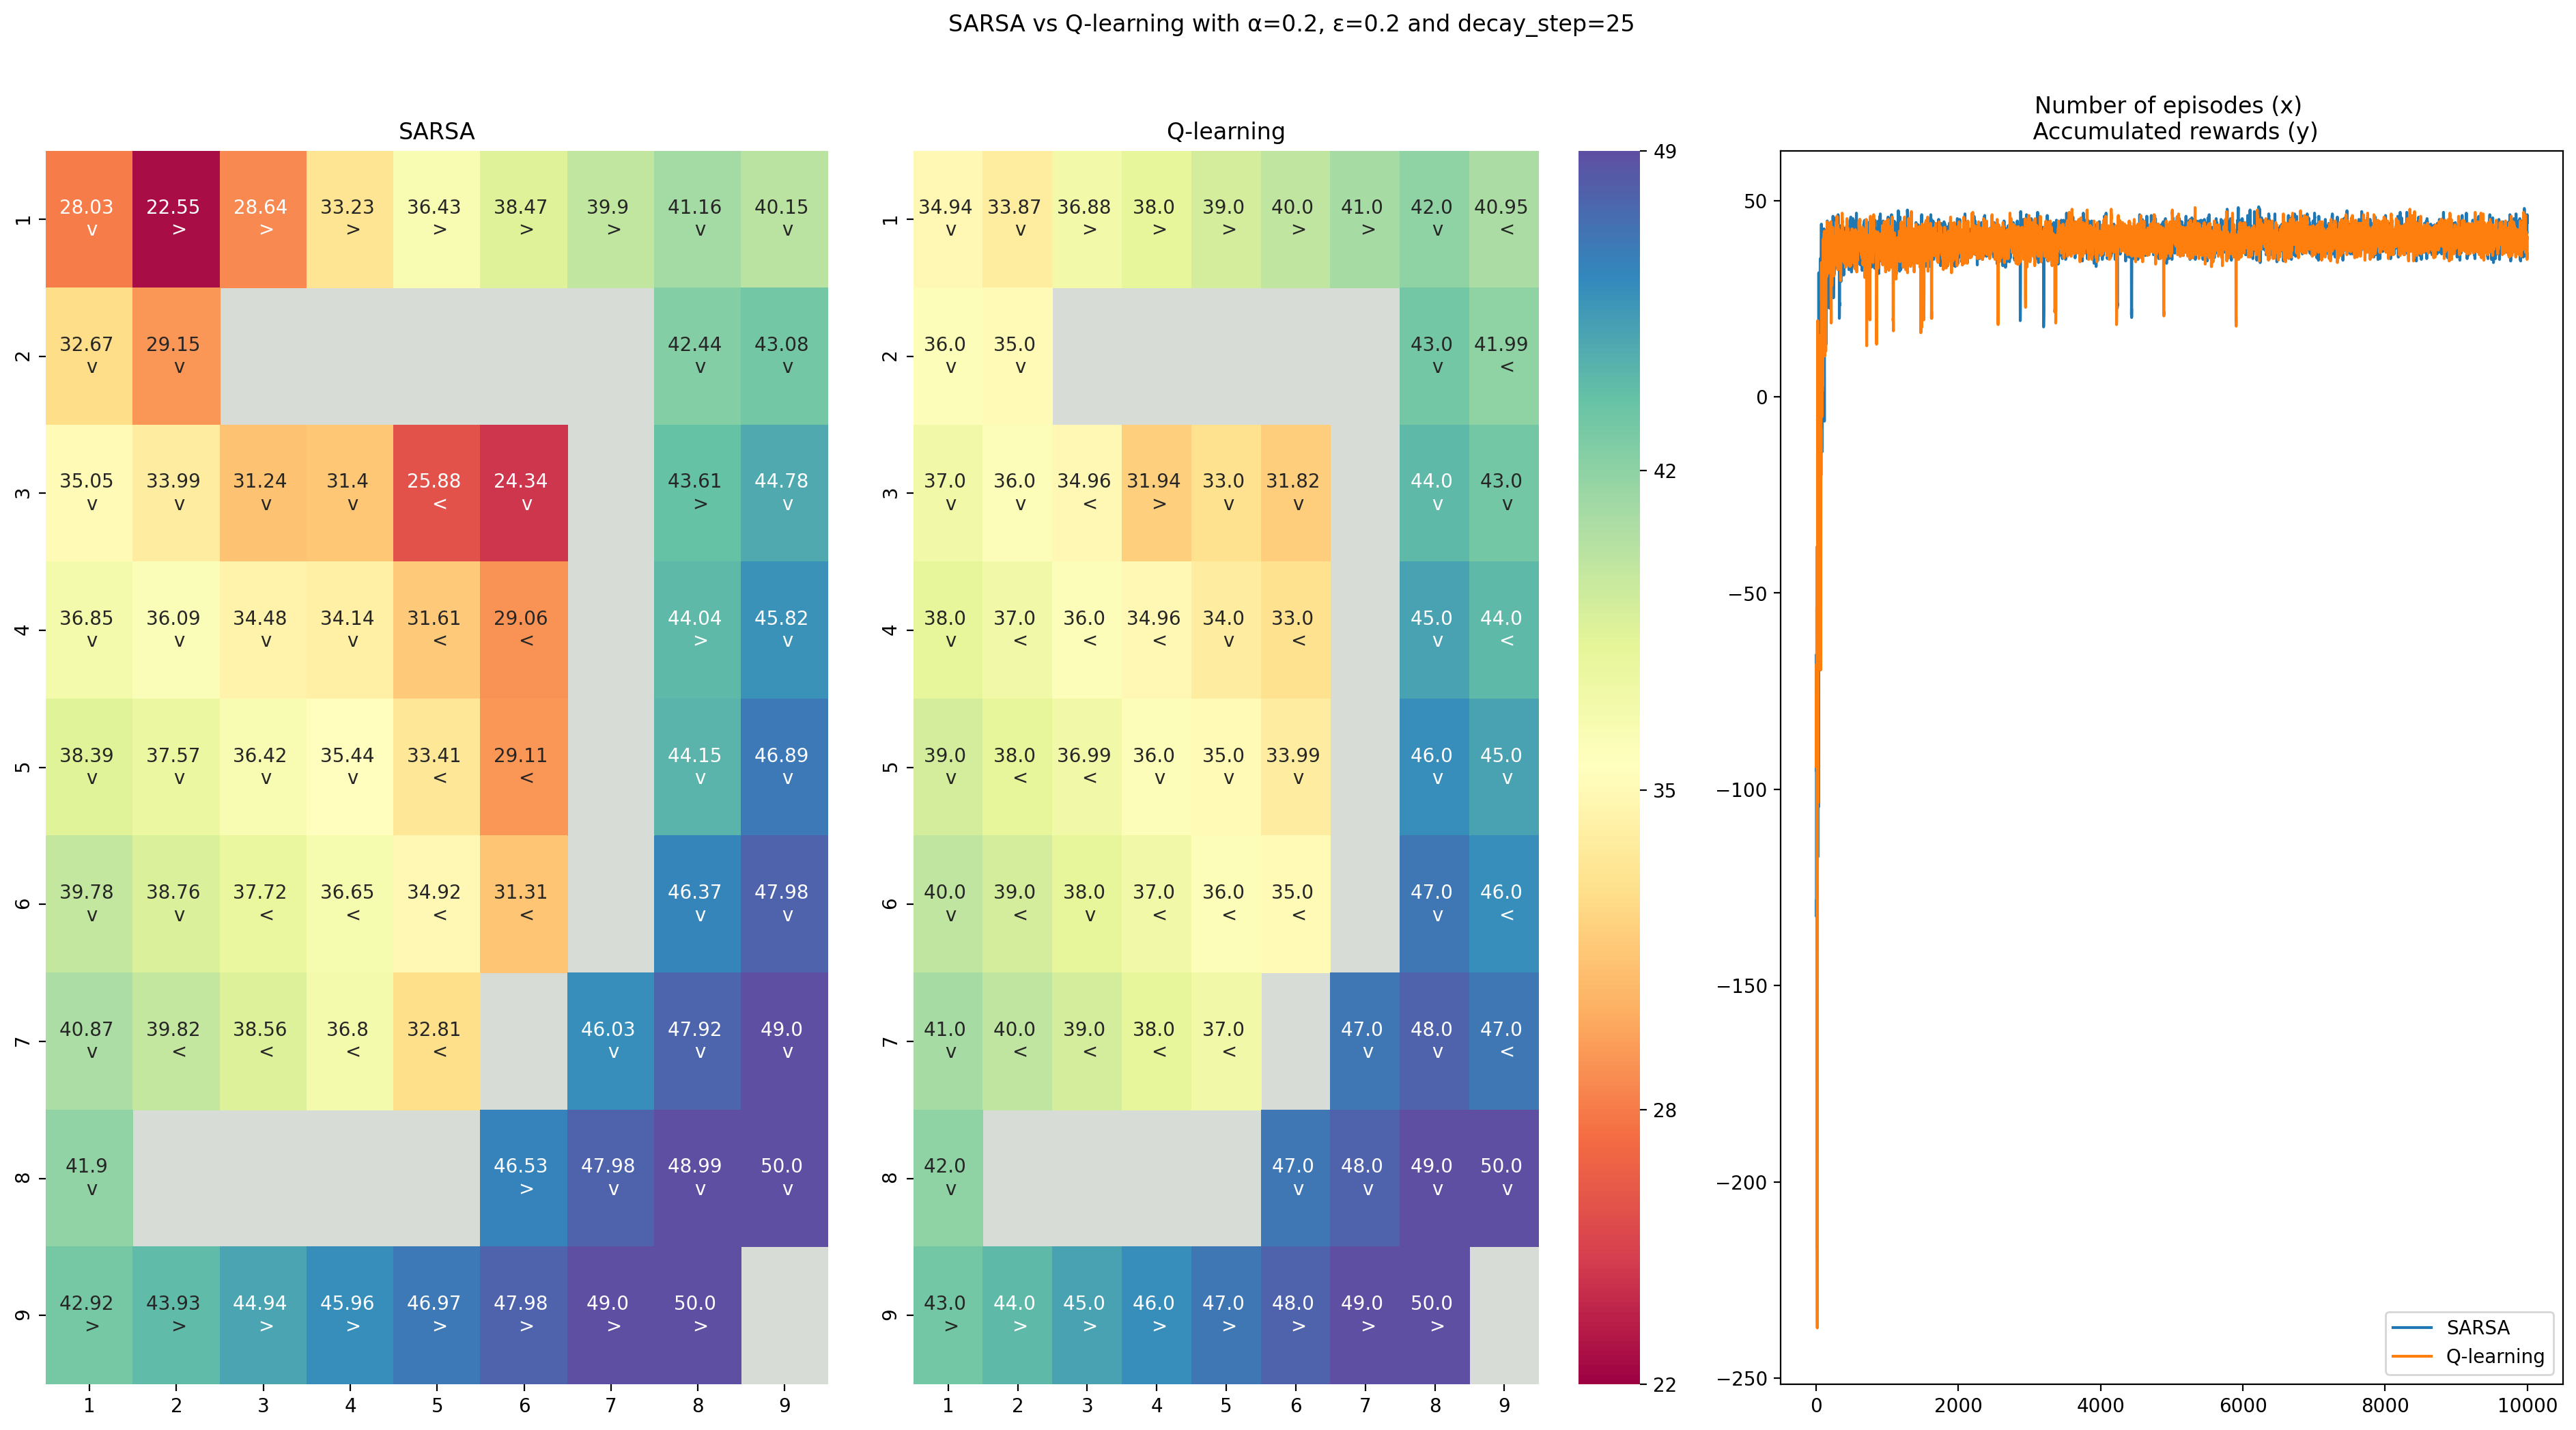 SARSA vs Q-learning with α=0.2, ε=0.2 and decay_step=25
SARSA
1 28.03 22.55 28.64 33.23 36.43 38.47 39.9 41.16 40.15
v > > > > > > v v
2 32.67 29.15 42.44 43.08
v v v v
3 35.05 33.99 31.24 31.4 25.88 24.34 43.61 44.78
v v v v < v > v
4 36.85 36.09 34.48 34.14 31.61 29.06 44.04 45.82
v v v v < < > v
5 38.39 37.57 36.42 35.44 33.41 29.11 44.15 46.89
v v v v < < v v
6 39.78 38.76 37.72 36.65 34.92 31.31 46.37 47.98
v v < < < < v v
7 40.87 39.82 38.56 36.8 32.81 46.03 47.92 49.0
v < < < < v v v
8 41.9 46.53 47.98 48.99 50.0
v > v v v
9 42.92 43.93 44.94 45.96 46.97 47.98 49.0 50.0
> > > > > > > >
1 2 3 4 5 6 7 8 9
Q-learning
1 34.94 33.87 36.88 38.0 39.0 40.0 41.0 42.0 40.95
v v > > > > > v <
2 36.0 35.0 43.0 41.99
v v v <
3 37.0 36.0 34.96 31.94 33.0 31.82 44.0 43.0
v v < > v v v v
4 38.0 37.0 36.0 34.96 34.0 33.0 45.0 44.0
v < < < v < v <
5 39.0 38.0 36.99 36.0 35.0 33.99 46.0 45.0
v < < v v v v v
6 40.0 39.0 38.0 37.0 36.0 35.0 47.0 46.0
v < v < < < v <
7 41.0 40.0 39.0 38.0 37.0 47.0 48.0 47.0
v < < < < v v <
8 42.0 47.0 48.0 49.0 50.0
v v v v v
9 43.0 44.0 45.0 46.0 47.0 48.0 49.0 50.0
> > > > > > > >
1 2 3 4 5 6 7 8 9
49
42
35
28
22
Number of episodes (x)
Accumulated rewards (y)
50
0
−50
−100
−150
−200
−250
0 2000 4000 6000 8000 10000
SARSA
Q-learning